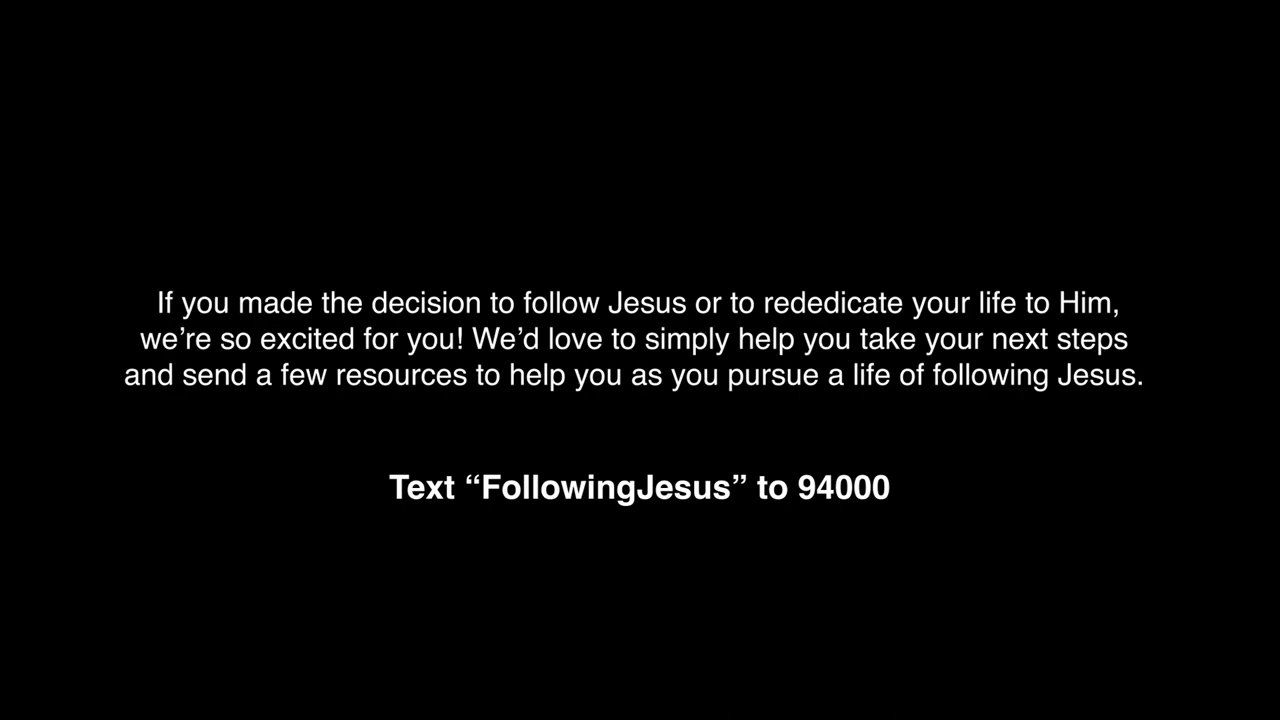 If you made the decision to follow Jesus or to rededicate your life to Him,
we’re so excited for you! We’d love to simply help you take your next steps
and send a few resources to help you as you pursue a life of following Jesus.
Text “FollowingJesus” to 94000